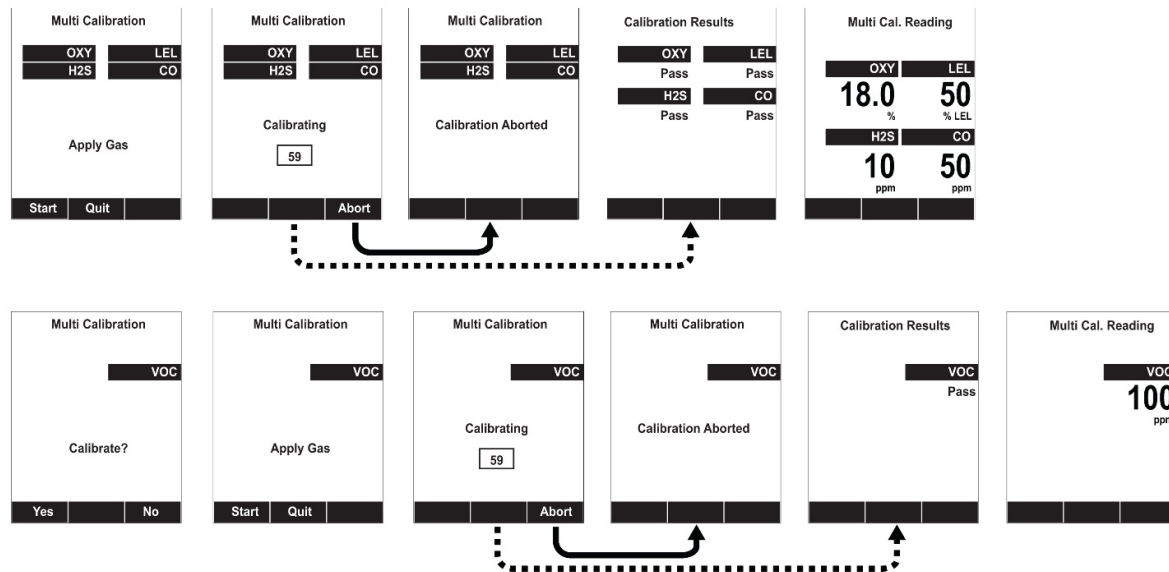 Multi Calibration
OXY LEL
H2S CO
Apply Gas
Start Quit
Multi Calibration
OXY LEL
H2S CO
Calibrating
59
Abort
Multi Calibration
OXY LEL
H2S CO
Calibration Aborted
Calibration Results
OXY LEL
Pass Pass
H2S CO
Pass Pass
Multi Cal. Reading
OXY LEL
18.0 50
% % LEL
H2S CO
10 50
ppm ppm
Multi Calibration
VOC
Calibrate?
Yes No
Multi Calibration
VOC
Apply Gas
Start Quit
Multi Calibration
VOC
Calibrating
59
Abort
Multi Calibration
VOC
Calibration Aborted
Calibration Results
VOC
Pass
Multi Cal. Reading
VOC
100
ppm